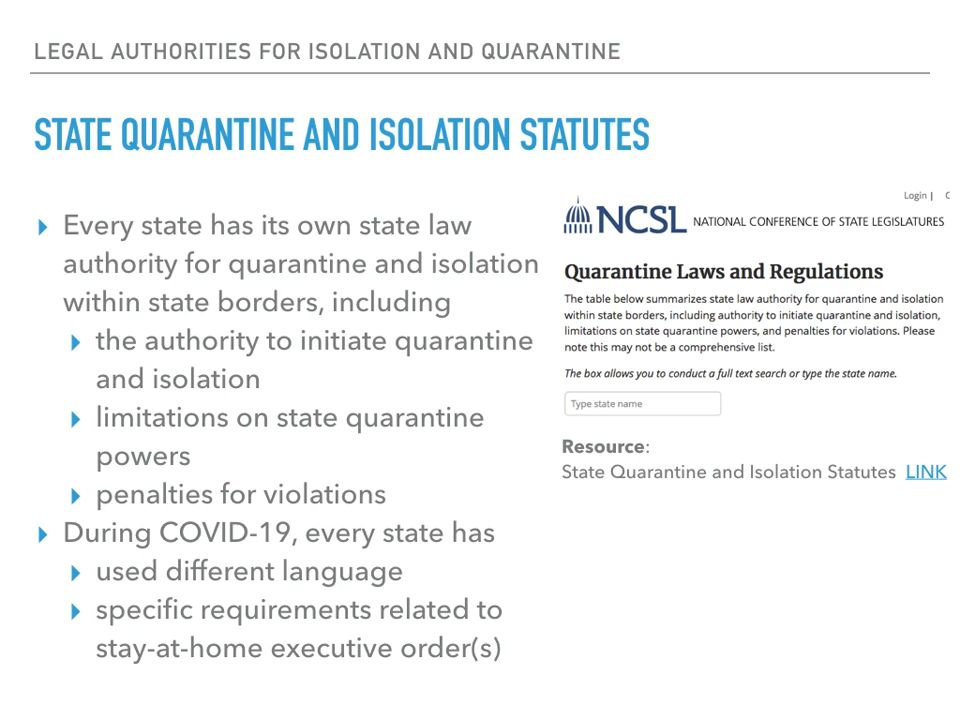 LEGAL AUTHORITIES FOR ISOLATION AND QUARANTINE
STATE QUARANTINE AND ISOLATION STATUTES
Every state has its own state law
authority for quarantine and isolation
within state borders, including
the authority to initiate quarantine
and isolation
limitations on state quarantine
powers
penalties for violations
During COVID-19, every state has
used different language
specific requirements related to
stay-at-home executive order(s)
Login |
NCSL NATIONAL CONFERENCE OF STATE LEGISLATURES
Quarantine Laws and Regulations
The table below summarizes state law authority for quarantine and isolation
within state borders, including authority to initiate quarantine and isolation,
limitations on state quarantine powers, and penalties for violations. Please
note this may not be a comprehensive list.
The box allows you to conduct a full text search or type the state name.
Type state name
Resource:
State Quarantine and Isolation Statutes LINK